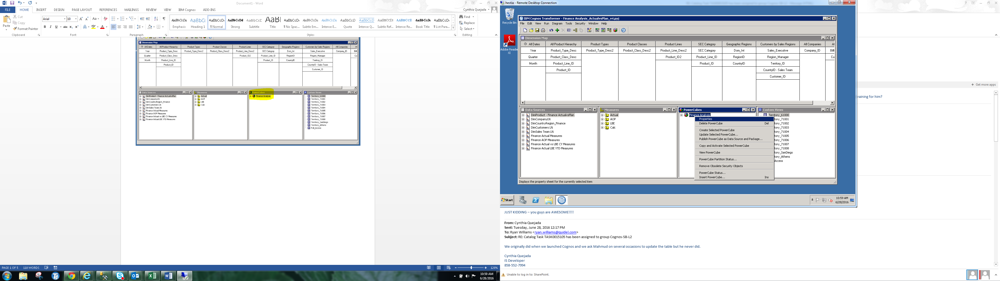 Document1 - Word
FILE HOME INSERT DESIGN PAGE LAYOUT REFERENCES MAILINGS REVIEW VIEW IBM Cognos ADD-INS
Cynthia Quejada
Paste
Cut
Copy
Format Painter
Clipboard
Arial 10
Font
Paragraph
AaBbCcDc Emphasis
AaBbCc Heading 1
AaBbCcDc ¶ Normal
AaBbCcDd Strong
AaBbCcDc Subtitle
AaBI Title
AaBbCcDc ¶ No Spac...
AaBbCcDc Subtle Em...
AaBbCcDc Intense E...
AaBbCcDc Quote
AaBbCcD Intense Q...
AABBCCDD Subtle Ref...
AABBCCD Intense Re...
AaBbCcDd Book Title
AaBbCcD ¶ List Para...
Styles
Find
Replace
Select
Editing
Dimension Map
All Dates All Product Hierarchy Product Types Product Classes Product Lines SEC Category Geographic Regions Customers by Sales Regions All Companies Al
Year Product_Type_Desc Product_Type_Desc2 Product_Class_Desc2 Product_Line_Desc2 SEC Category Dom_Int Sales_Executive Company_ID Billt
Quarter Product_Class_Desc Product_ID2 Product_Line_ID RegionID Region_Manager Cu
Month Product_Line_ID Product_ID CountryID Territory_ID
Product_ID CountryID - Sales Team
Customer_ID
Data Sources
DimProduct - Finance ActualvsPlan
DimCompanyLN
DimCountryRegion_Finance
DimCustomers LN
DimSales Team LN
Finance Actual Measures
Finance AOP Measures
Finance Actual vs LBE CY Measures
Finance Actual LBE YTD Measures
Measures
Actual
AOP
LBE
Calc
PowerCubes
Finance Analysis
Custom Views
Territory_61000
Territory_71001
Territory_71002
Territory_71003
Territory_71004
Territory_71005
Territory_71006
Territory_71007
Territory_71008
Territory_SanDiego
Territory_Athens
Full_Access
PAGE 1 OF 5 110 WORDS
120%
10:59 AM
6/28/2016
hestia - Remote Desktop Connection
Recycle Bin
Adobe Reader XI
IBM Cognos Transformer - Finance Analysis_ActualvsPlan_v4.pyj
File Edit View Run Diagram Tools Security Window Help
Dimension Map
All Dates All Product Hierarchy Product Types Product Classes Product Lines SEC Category Geographic Regions Customers by Sales Regions All Companies Al
Year Product_Type_Desc Product_Type_Desc2 Product_Class_Desc2 Product_Line_Desc2 SEC Category Dom_Int Sales_Executive Company_ID Billt
Quarter Product_Class_Desc Product_ID2 Product_Line_ID RegionID Region_Manager Cu
Month Product_Line_ID Product_ID CountryID Territory_ID
Product_ID CountryID - Sales Team
Customer_ID
Data Sources
DimProduct - Finance ActualvsPlan
DimCompanyLN
DimCountryRegion_Finance
DimCustomers LN
DimSales Team LN
Finance Actual Measures
Finance AOP Measures
Finance Actual vs LBE CY Measures
Finance Actual LBE YTD Measures
Measures
Actual
AOP
LBE
Calc
PowerCubes
Finance Analysis
Properties
Delete PowerCube Del
Create Selected PowerCube
Update Selected PowerCube...
Publish PowerCube as Data Source and Package...
Copy and Activate Selected PowerCube
View PowerCube
PowerCube Partition Status...
Remove Obsolete Security Objects
PowerCube Status...
Insert PowerCube... Ins
Custom Views
Territory_61000
tory_71001
tory_71002
tory_71003
tory_71004
tory_71005
tory_71006
tory_71007
tory_71008
tory_SanDiego
tory_Athens
Access
Displays the property sheet for the currently selected item
Start
10:59 AM
6/28/2016
Get more apps
training for him?
JUST KIDDING – you guys are AWESOME!!!!
From: Cynthia Quejada
Sent: Tuesday, June 28, 2016 12:17 PM
To: Ryan Williams <ryan.williams@quidel.com>
Subject: RE: Catalog Task TASK0015105 has been assigned to group Cognos-SB-L2
We originally did when we launched Cognos and we ask Mahmud on several occasions to update the table but he never did.
Cynthia Quejada
IS Developer
858-552-7994
Unable to log in to: SharePoint.